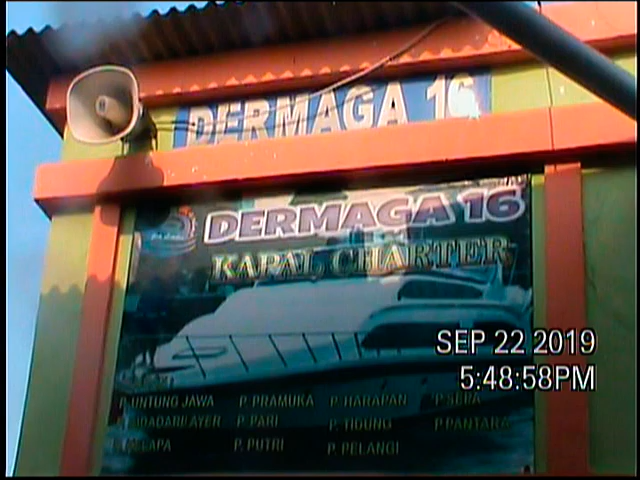 DERMAGA 16
DERMAGA 16
KAPAL CHARTER
P. UNTUNG JAWA P. PRAMUKA P. HARAPAN P. SEPA
P. PARI P. TIDUNG P. PANTARA
P. PUTRI P. PELANGI
SEP 22 2019
5:48:58PM